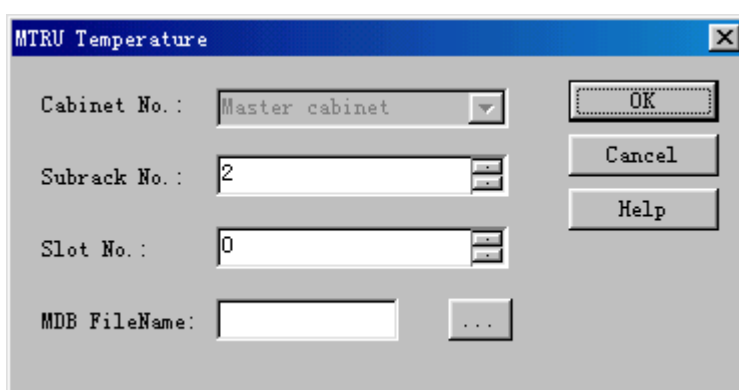 MTRU Temperature
Cabinet No.: Master cabinet OK
Subrack No.: 2 Cancel
Help
Slot No.: 0
MDB FileName: ...